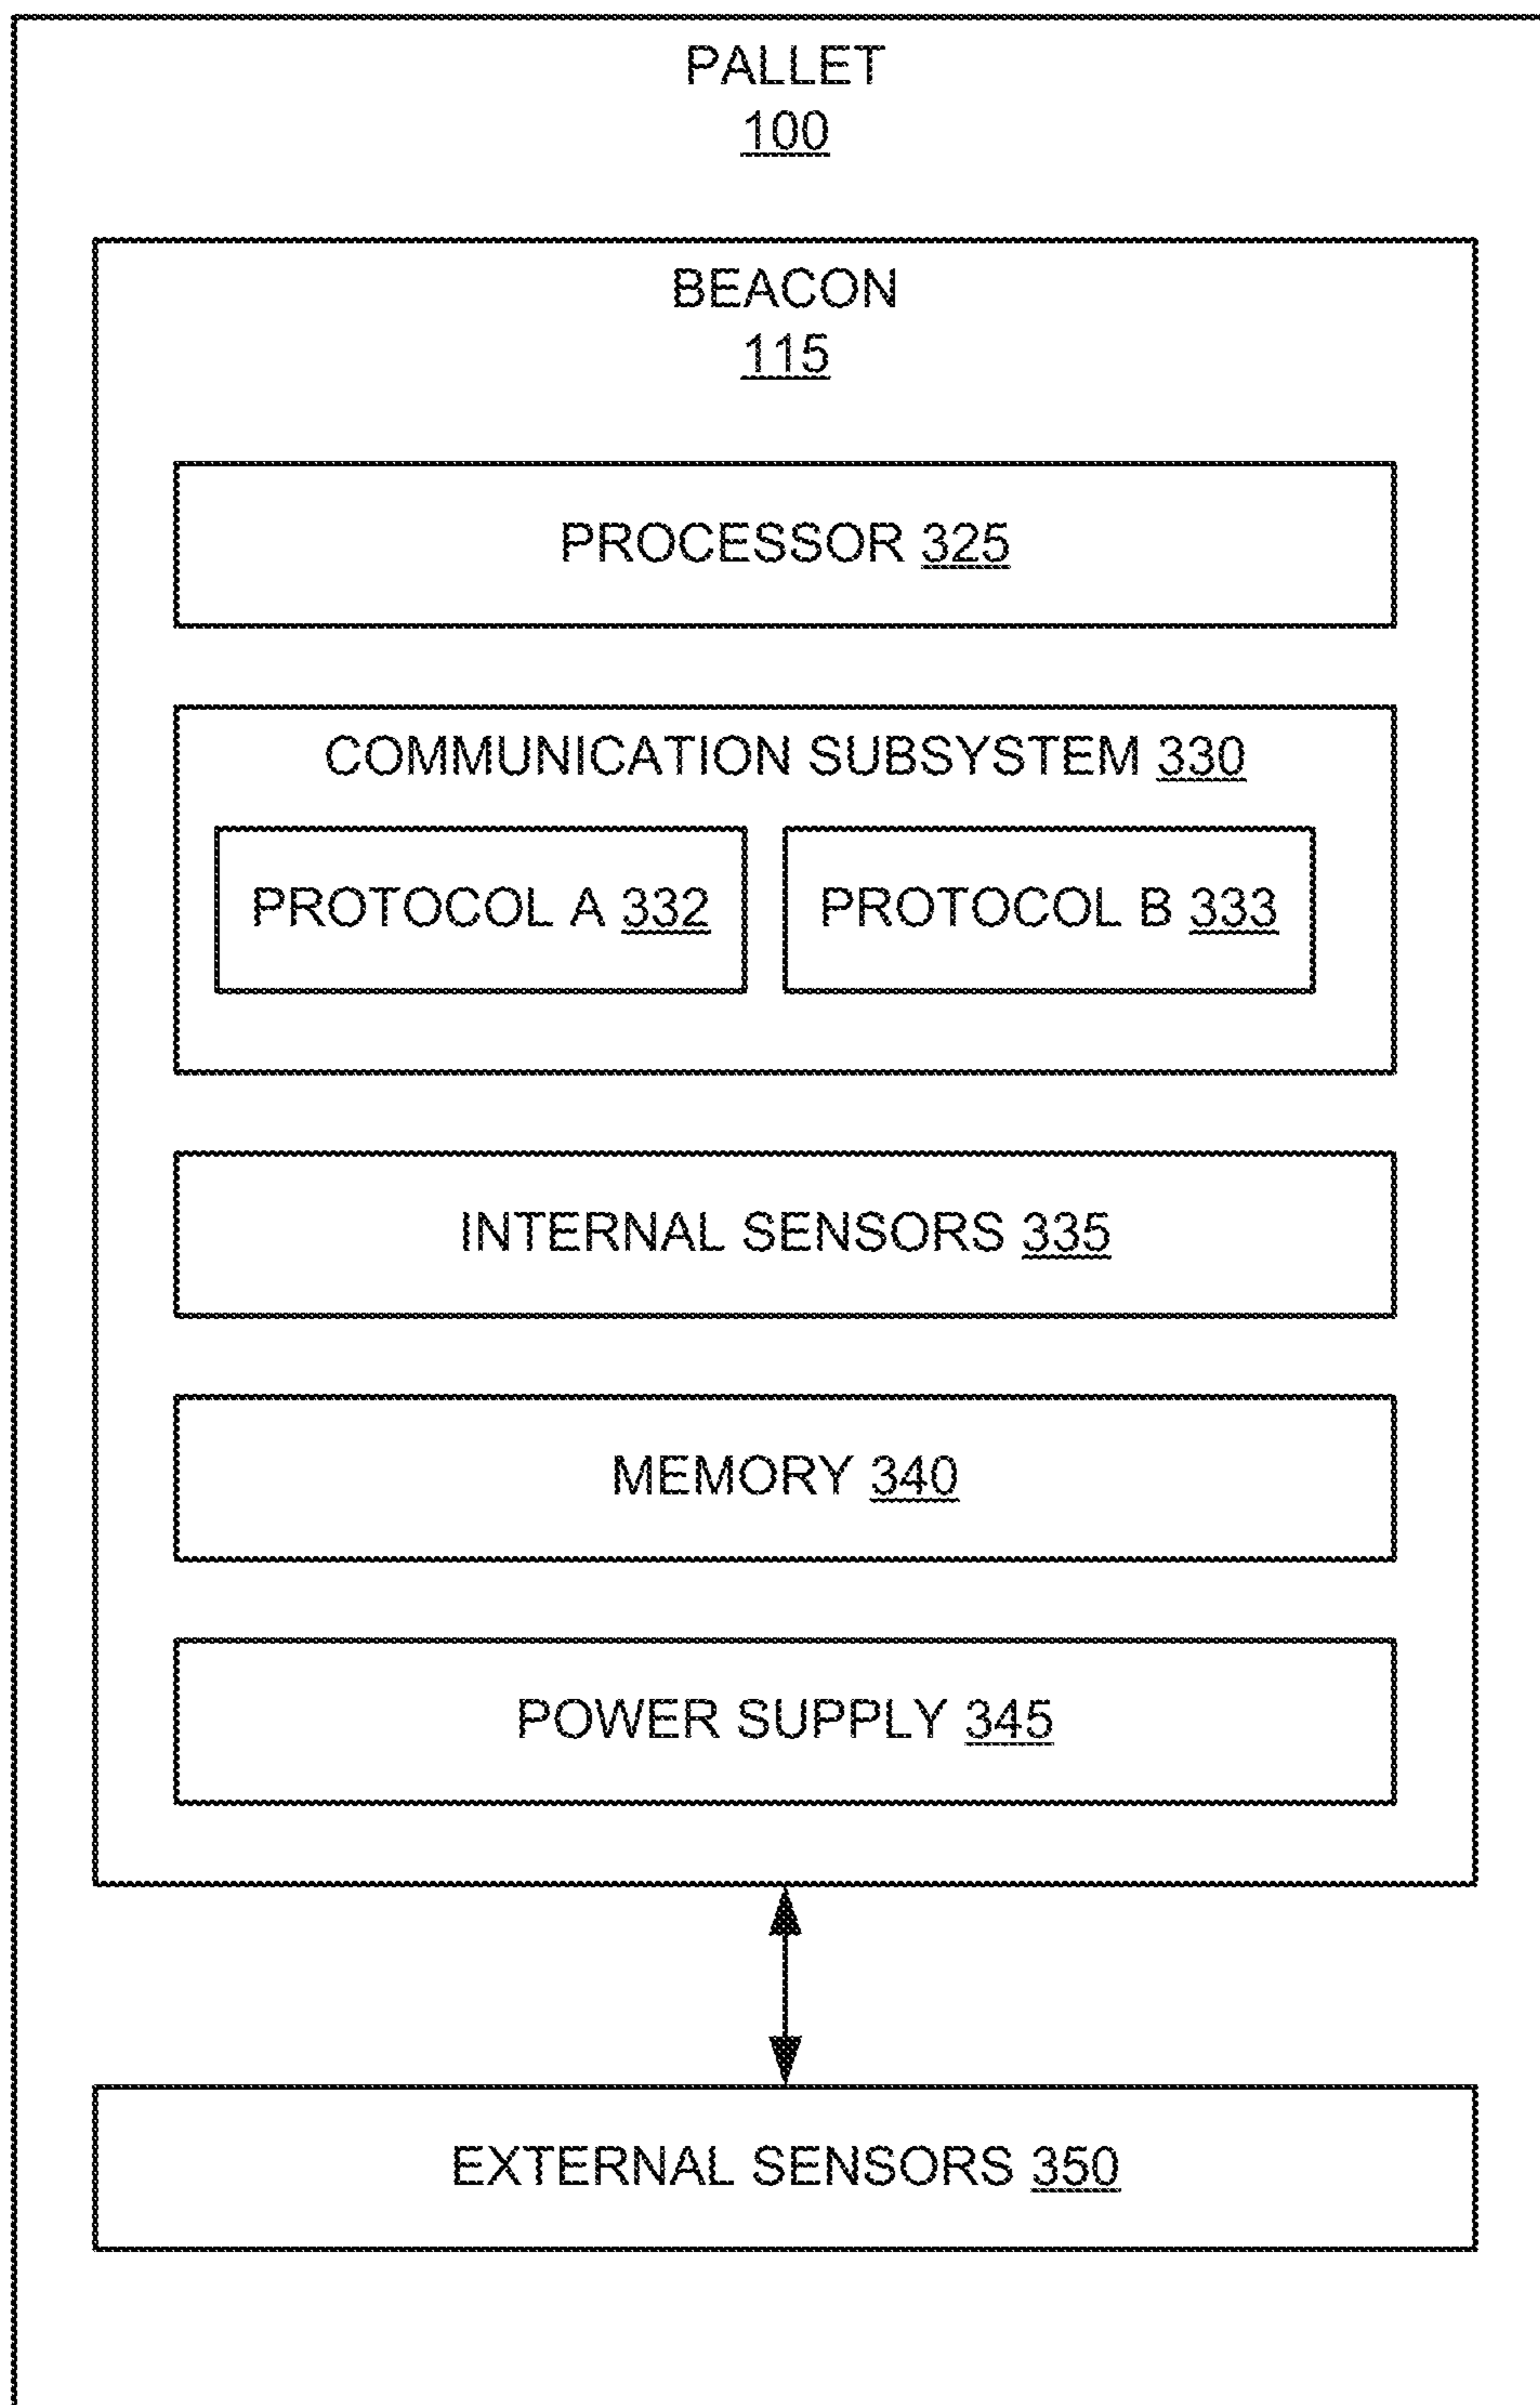 PALLET
100
BEACON
115
PROCESSOR 325
COMMUNICATION SUBSYSTEM 330
PROTOCOL A 332 PROTOCOL B 333
INTERNAL SENSORS 335
MEMORY 340
POWER SUPPLY 345
EXTERNAL SENSORS 350